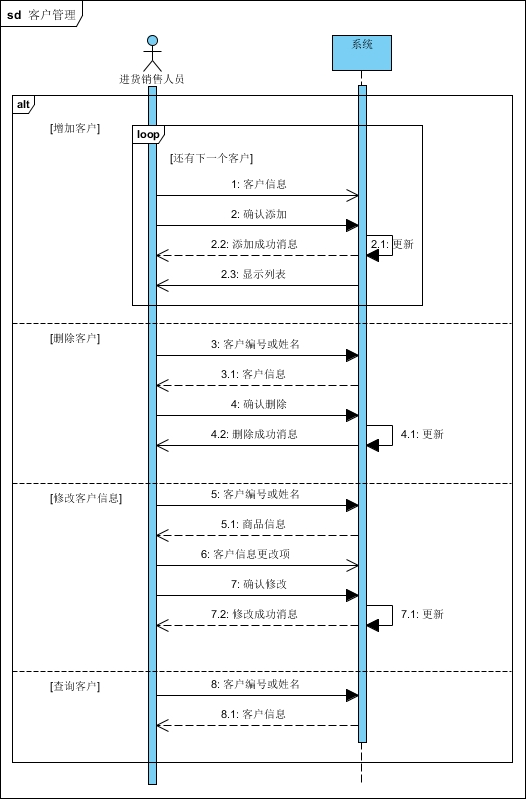 sd 客户管理
系统
进货销售人员
alt
[增加客户]
loop
[还有下一个客户]
1: 客户信息
2: 确认添加
2.2: 添加成功消息
2.1: 更新
2.3: 显示列表
[删除客户]
3: 客户编号或姓名
3.1: 客户信息
4: 确认删除
4.2: 删除成功消息
4.1: 更新
[修改客户信息]
5: 客户编号或姓名
5.1: 商品信息
6: 客户信息更改项
7: 确认修改
7.2: 修改成功消息
7.1: 更新
[查询客户]
8: 客户编号或姓名
8.1: 客户信息